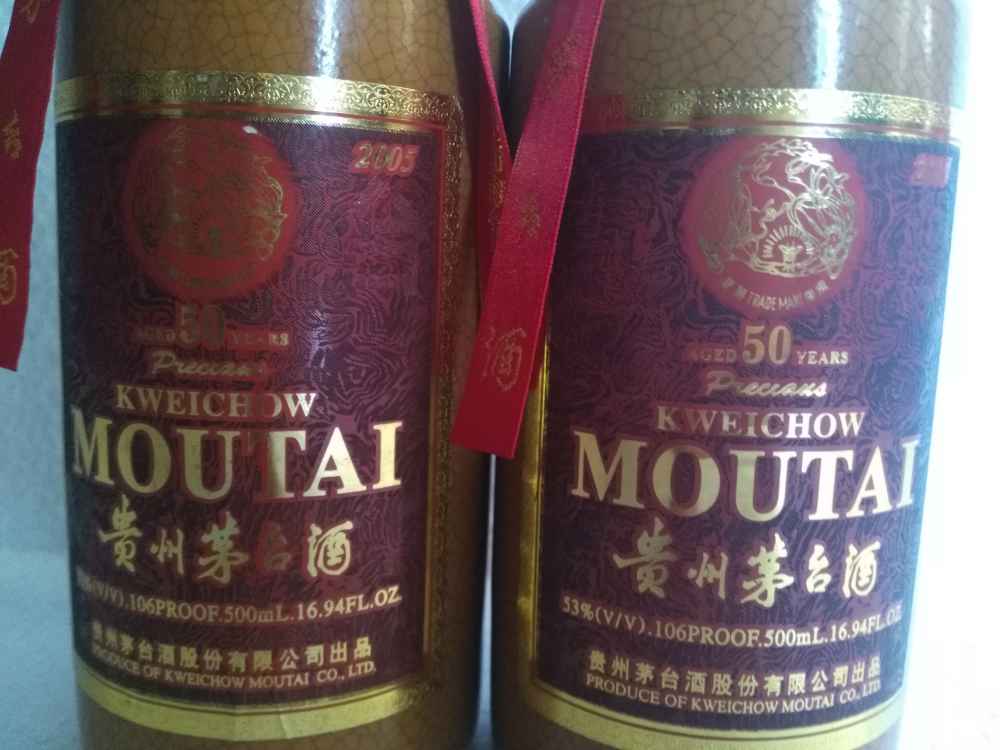 2005
AGED 50 YEARS
Precious
KWEICHOW
MOUTAI
贵州茅台酒
(V/V).106PROOF.500mL.16.94FL.OZ.
贵州茅台酒股份有限公司出品
PRODUCE OF KWEICHOW MOUTAI CO., LTD.
酒
酒
TRADE MARK
AGED 50 YEARS
Precious
KWEICHOW
MOUTAI
贵州茅台酒
53%(V/V).106PROOF.500mL.16.94FL.OZ.
贵州茅台酒股份有限公司出品
PRODUCE OF KWEICHOW MOUTAI CO., LTD.